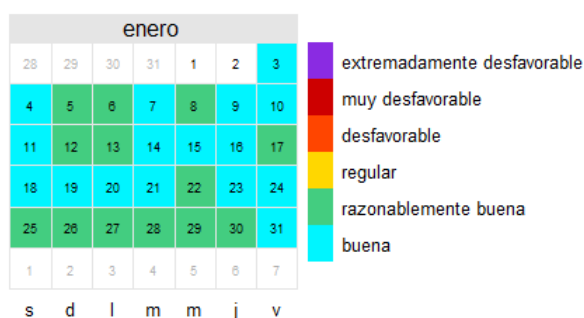 enero
28 29 30 31 1 2 3
4 5 6 7 8 9 10
11 12 13 14 15 16 17
18 19 20 21 22 23 24
25 26 27 28 29 30 31
1 2 3 4 5 6 7
s d l m m j v
extremadamente desfavorable
muy desfavorable
desfavorable
regular
razonablemente buena
buena